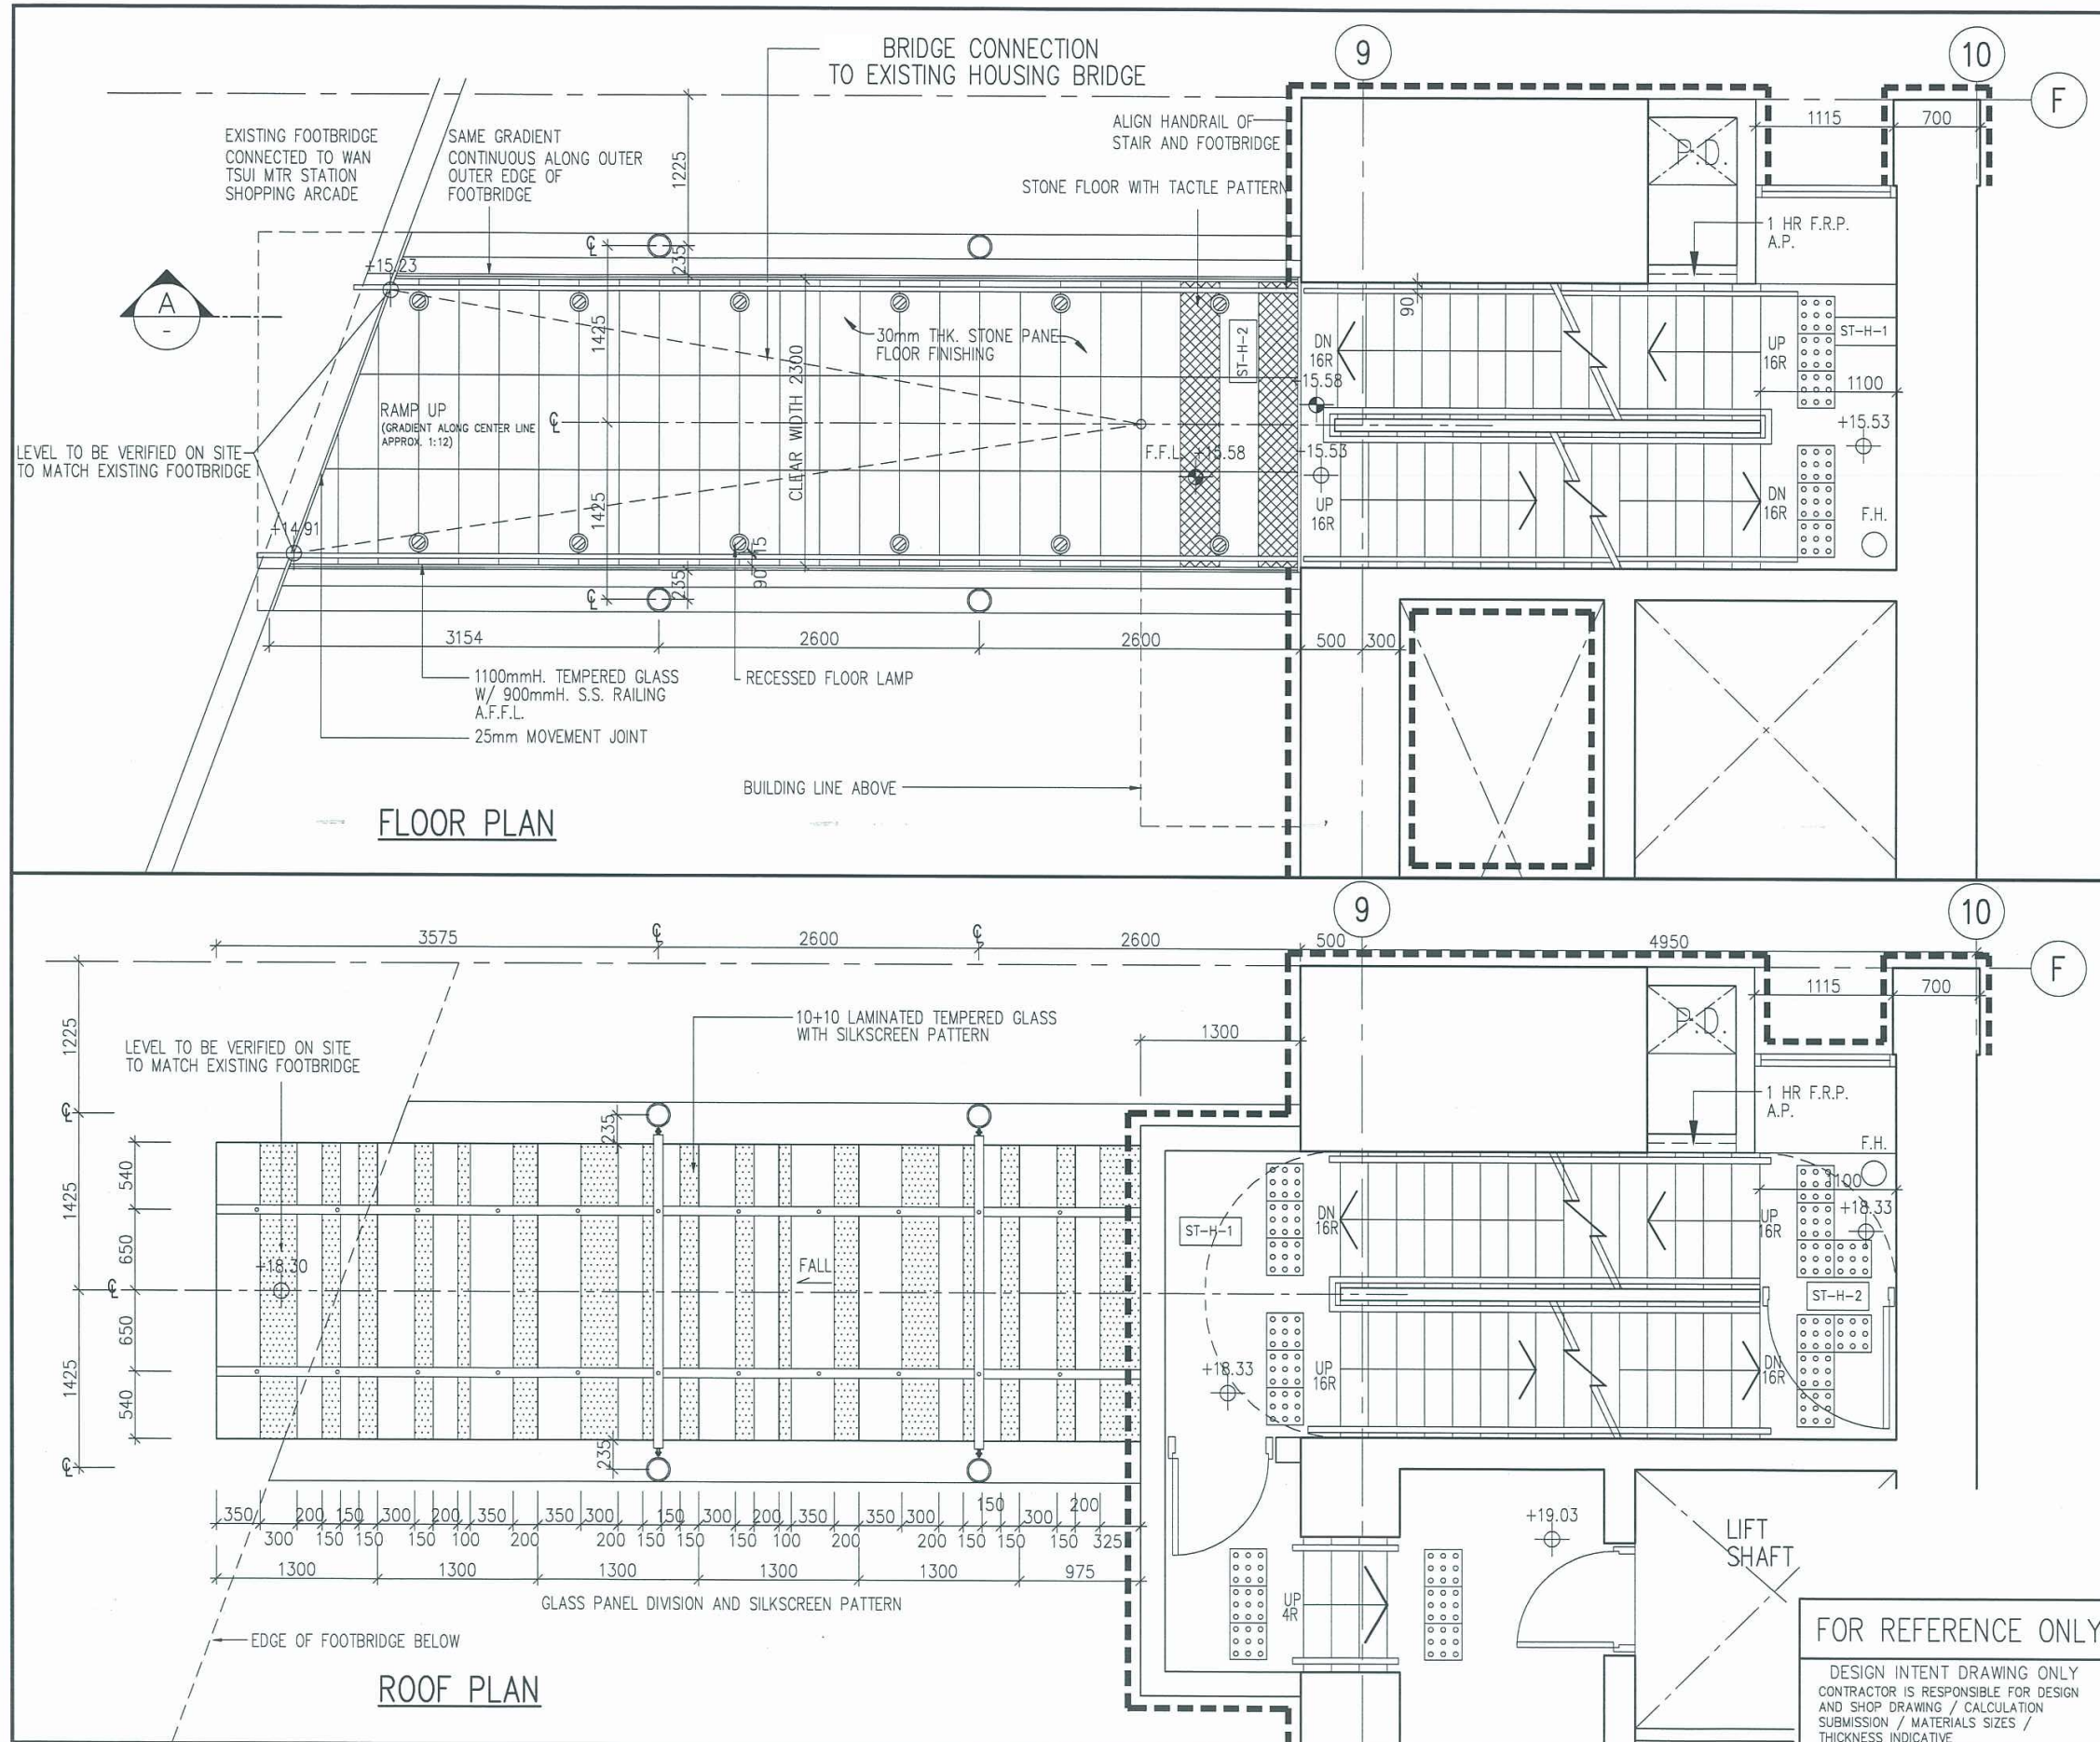 BRIDGE CONNECTION
TO EXISTING HOUSING BRIDGE
9
10
F
EXISTING FOOTBRIDGE
CONNECTED TO WAN
TSUI MTR STATION
SHOPPING ARCADE
SAME GRADIENT
CONTINUOUS ALONG OUTER
OUTER EDGE OF
FOOTBRIDGE
1225
ALIGN HANDRAIL OF
STAIR AND FOOTBRIDGE
STONE FLOOR WITH TACTLE PATTERN
1115
700
P.D.
1 HR F.R.P.
A.P.
A
-
+15.23
235
1425
30mm THK. STONE PANEL
FLOOR FINISHING
CLEAR WIDTH 2300
ST-H-2
90
DN
16R
UP
16R
ST-H-1
1100
+15.58
+15.53
RAMP UP
(GRADIENT ALONG CENTER LINE
APPROX. 1:12)
LEVEL TO BE VERIFIED ON SITE
TO MATCH EXISTING FOOTBRIDGE
F.F.L. +15.58
+15.53
1425
+14.91
UP
16R
DN
16R
F.H.
15
90
235
3154
2600
2600
500
300
1100mmH. TEMPERED GLASS
W/ 900mmH. S.S. RAILING
A.F.F.L.
RECESSED FLOOR LAMP
25mm MOVEMENT JOINT
BUILDING LINE ABOVE
FLOOR PLAN
9
10
F
3575
2600
2600
500
4950
1225
10+10 LAMINATED TEMPERED GLASS
WITH SILKSCREEN PATTERN
1300
1115
700
P.D.
LEVEL TO BE VERIFIED ON SITE
TO MATCH EXISTING FOOTBRIDGE
1 HR F.R.P.
A.P.
F.H.
235
540
1425
650
650
1425
540
+18.30
FALL
ST-H-1
DN
16R
UP
16R
1100
+18.33
ST-H-2
+18.33
UP
16R
DN
16R
235
350 200 150 300 200 350 350 300 150 300 200 350 350 300 150 300 200
300 150 150 150 100 200 200 150 150 150 100 200 200 150 150 150 325
1300 1300 1300 1300 1300 975
GLASS PANEL DIVISION AND SILKSCREEN PATTERN
EDGE OF FOOTBRIDGE BELOW
+19.03
UP
4R
LIFT
SHAFT
ROOF PLAN
FOR REFERENCE ONLY
DESIGN INTENT DRAWING ONLY
CONTRACTOR IS RESPONSIBLE FOR DESIGN
AND SHOP DRAWING / CALCULATION
SUBMISSION / MATERIALS SIZES /
THICKNESS INDICATIVE